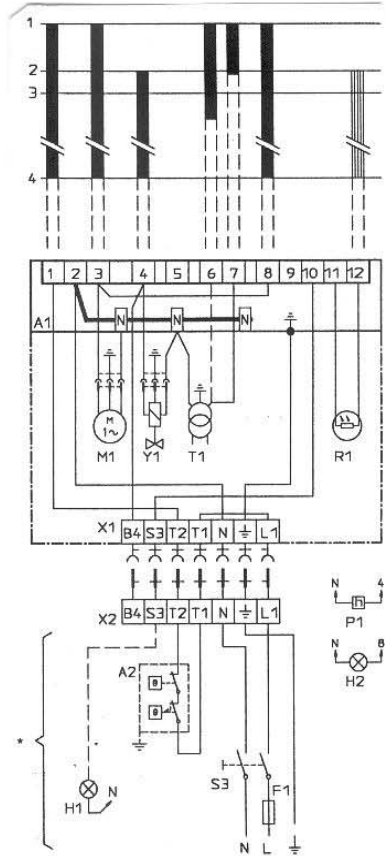 1
2
3
4
1 2 3 4 5 6 7 8 9 10 11 12
A1 N N N
M
1~
M1 Y1 T1 R1
X1 B4 S3 T2 T1 N L1
X2 B4 S3 T2 T1 N L1
N h 4
P1
N 8
H2
A2
θ
θ
*
S3 F1
H1 N
N L